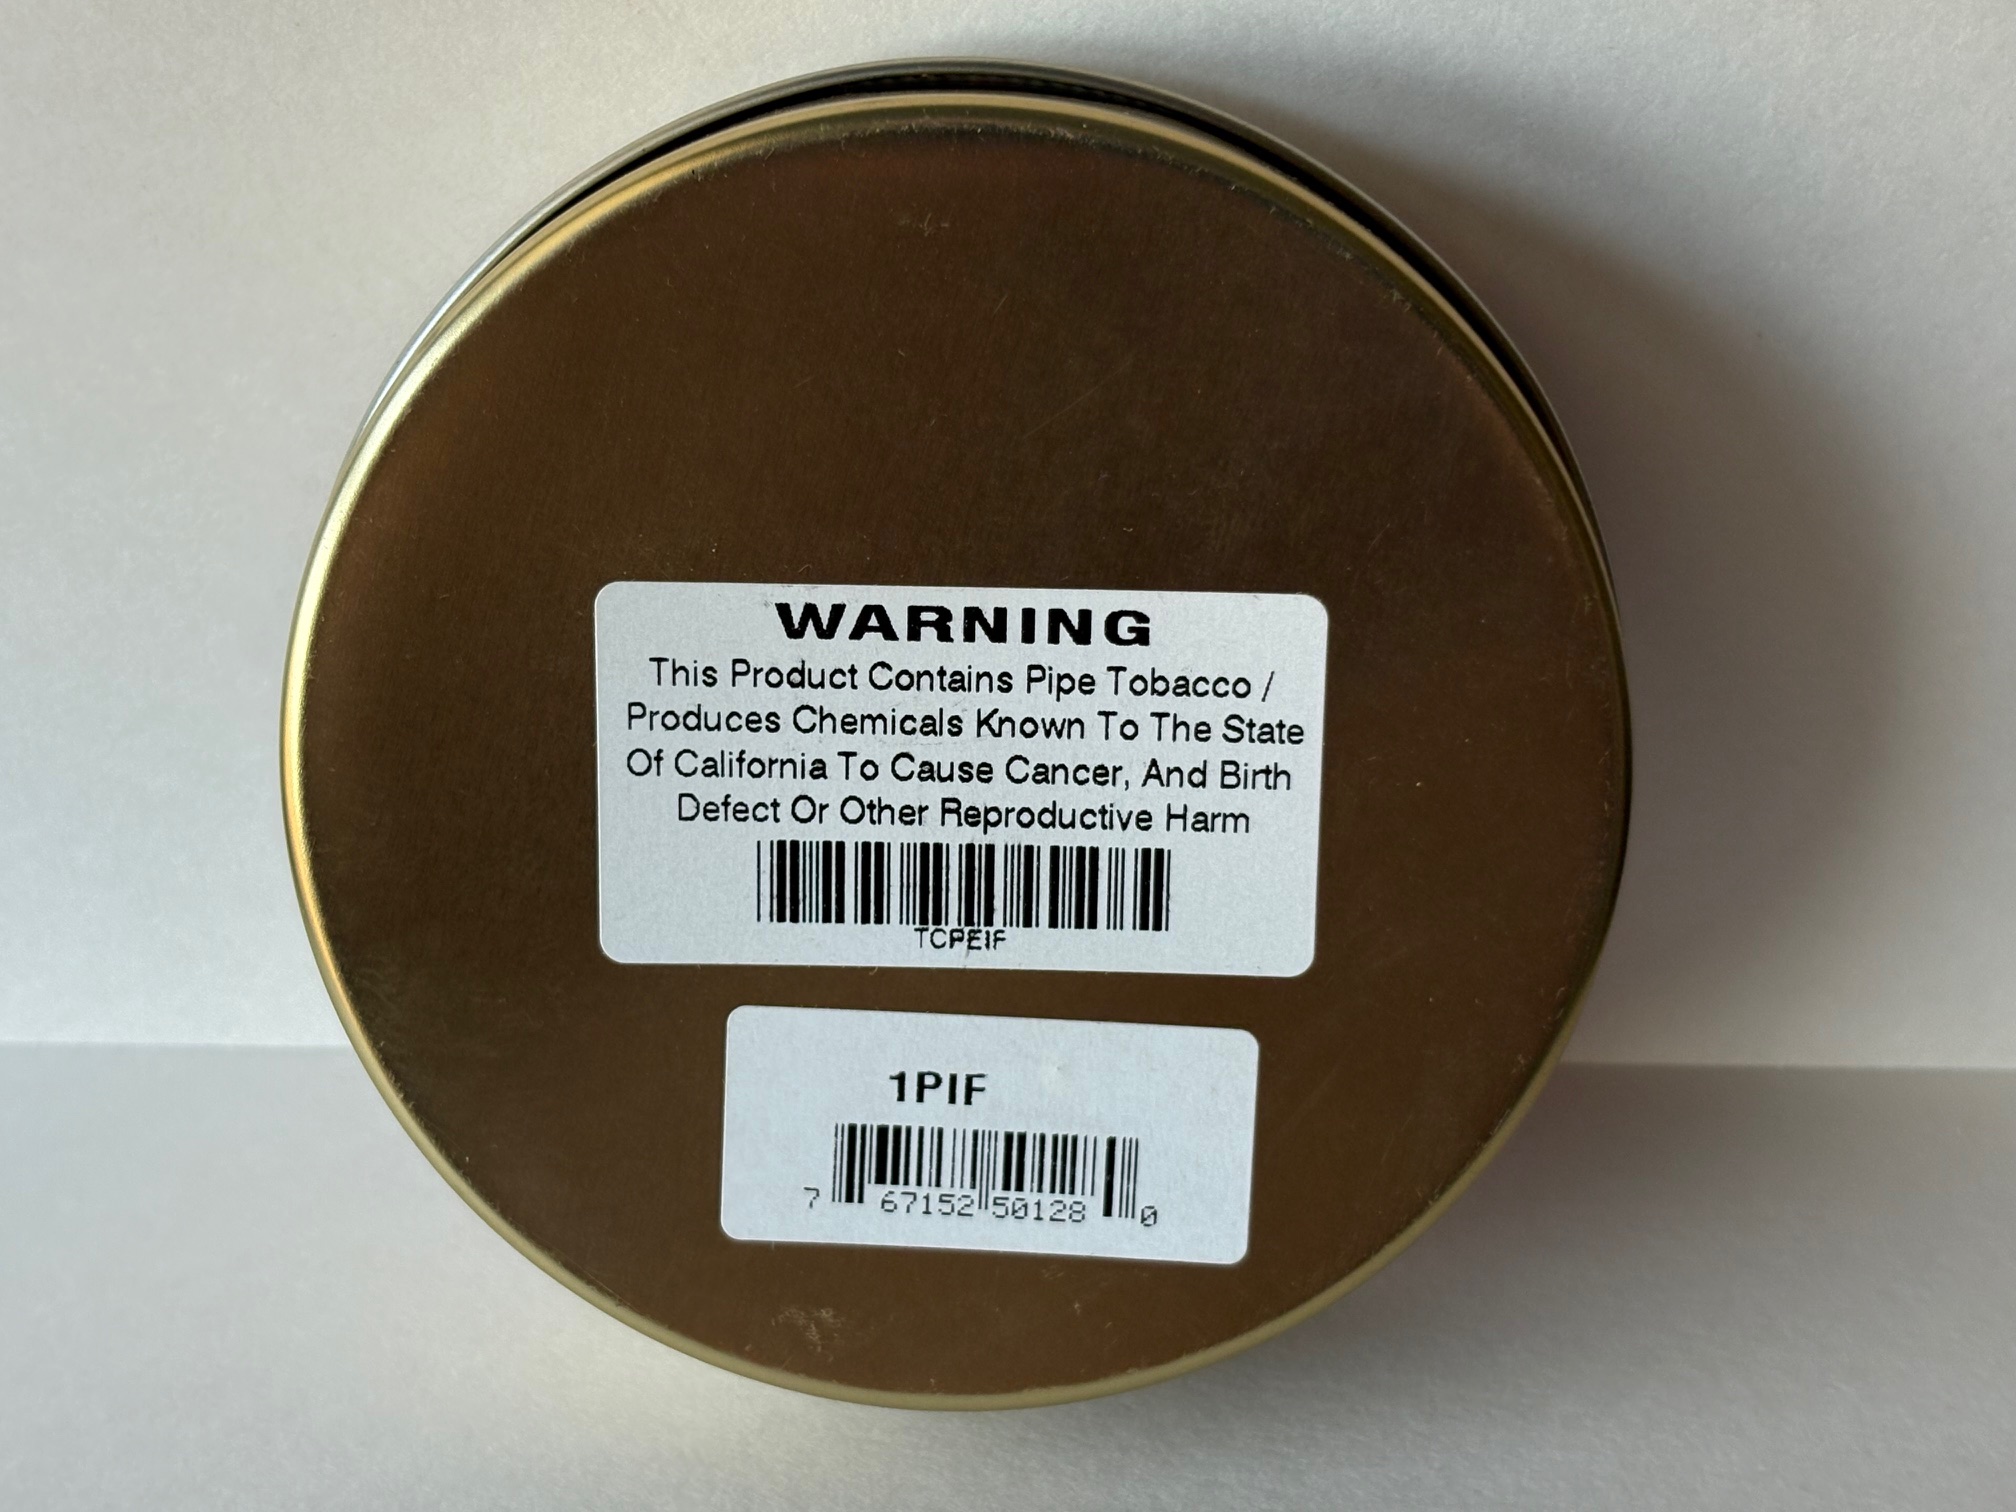 WARNING
This Product Contains Pipe Tobacco /
Produces Chemicals Known To The State
Of California To Cause Cancer, And Birth
Defect Or Other Reproductive Harm
TCPEIF
1PIF
7 67152 50128 0